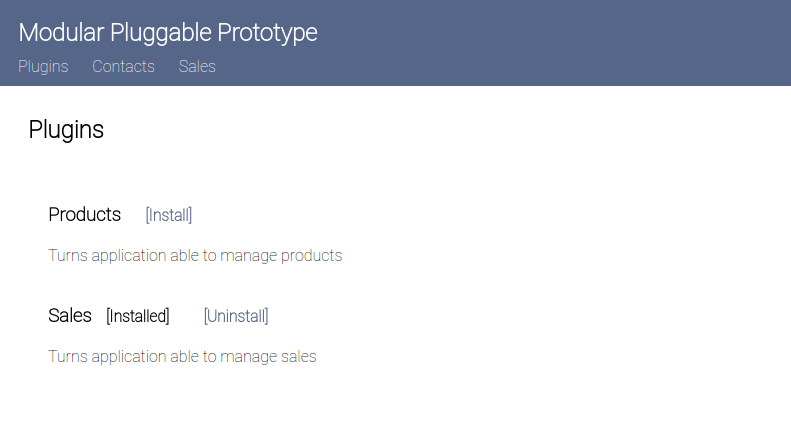 Modular Pluggable Prototype
Plugins Contacts Sales
Plugins
Products [Install]
Turns application able to manage products
Sales [Installed] [Uninstall]
Turns application able to manage sales